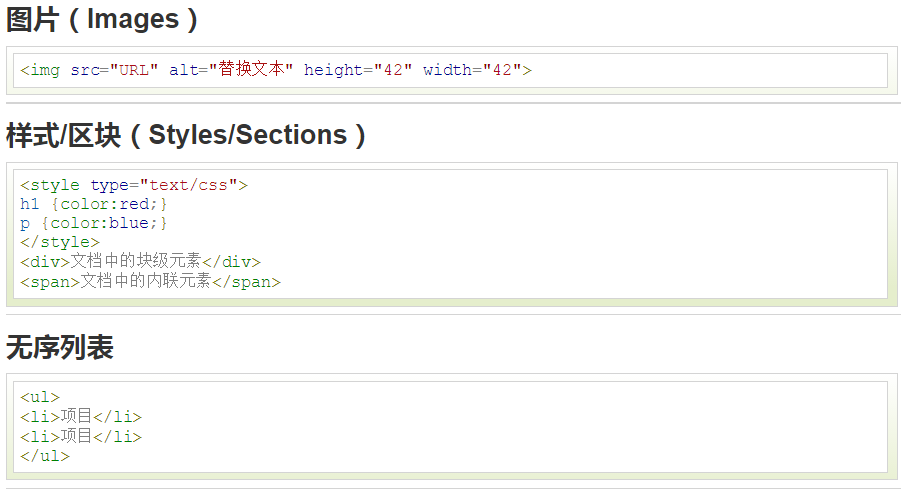 图片（Images）
<img src="URL" alt="替换文本" height="42" width="42">
样式/区块（Styles/Sections）
<style type="text/css">
h1 {color:red;}
p {color:blue;}
</style>
<div>文档中的块级元素</div>
<span>文档中的内联元素</span>
无序列表
<ul>
<li>项目</li>
<li>项目</li>
</ul>